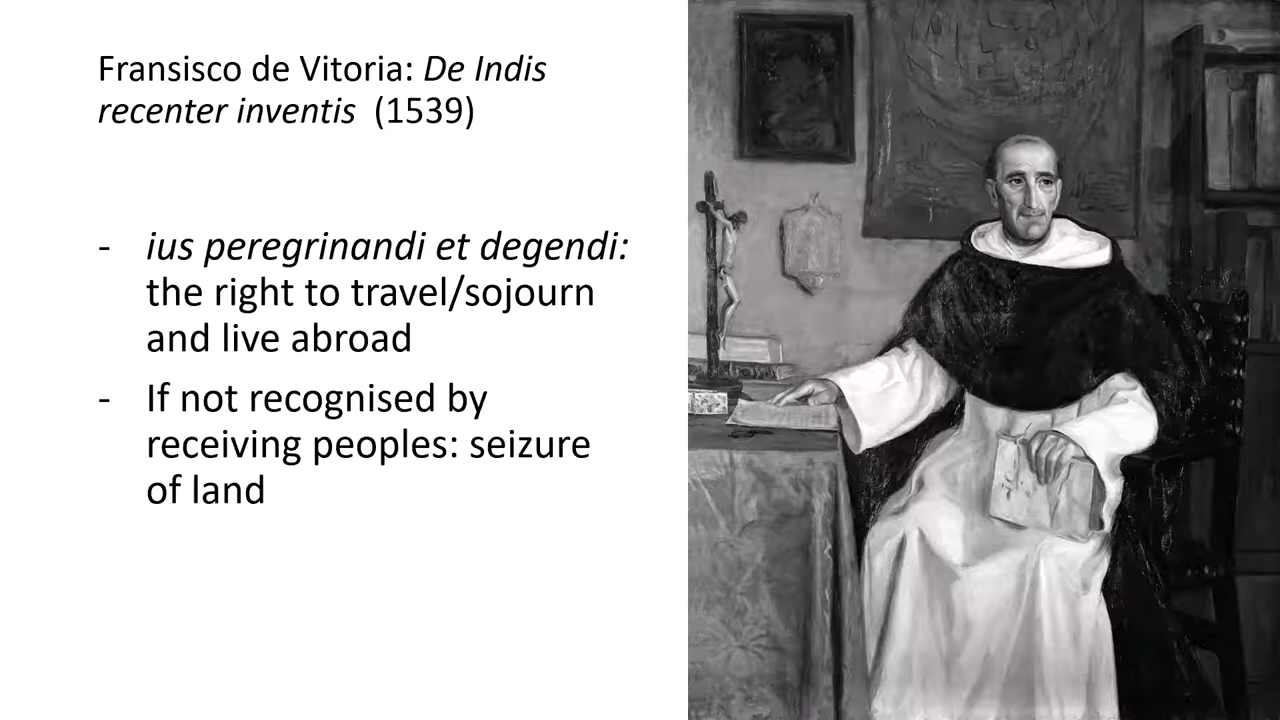 Fransisco de Vitoria: De Indis
recenter inventis (1539)
- ius peregrinandi et degendi:
the right to travel/sojourn
and live abroad
- If not recognised by
receiving peoples: seizure
of land